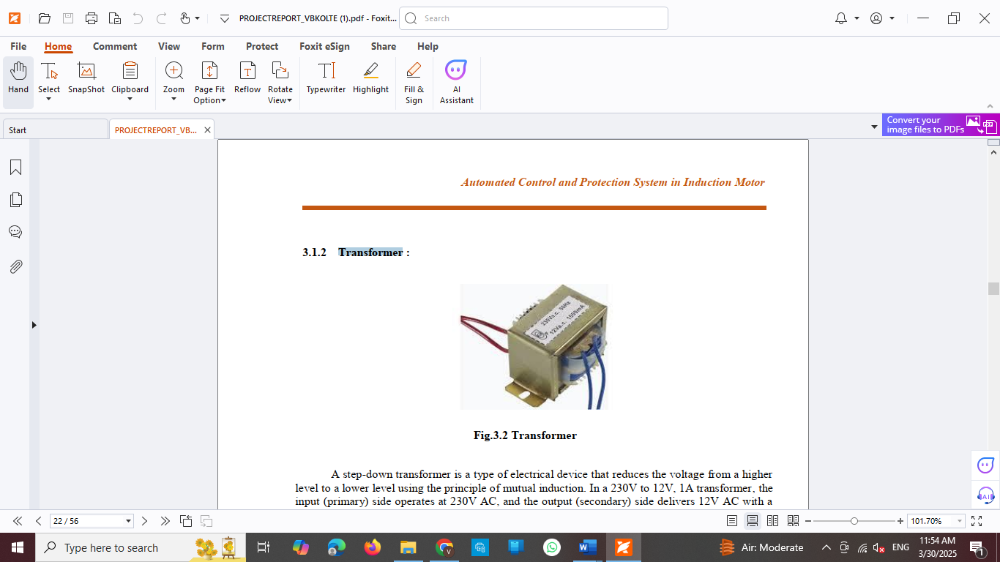 PROJECTREPORT_VBKOLTE (1).pdf - Foxit... Search
File Home Comment View Form Protect Foxit eSign Share Help
Hand Select SnapShot Clipboard Zoom Page Fit Option Reflow Rotate View Typewriter Highlight Fill & Sign AI Assistant
Start PROJECTREPORT_VB...
Convert your
image files to PDFs
PDF
Automated Control and Protection System in Induction Motor
3.1.2 Transformer :
230Va.c. 50Hz
12Va.c. 1000mA
Fig.3.2 Transformer
A step-down transformer is a type of electrical device that reduces the voltage from a higher
level to a lower level using the principle of mutual induction. In a 230V to 12V, 1A transformer, the
input (primary) side operates at 230V AC, and the output (secondary) side delivers 12V AC with a
AI
22 / 56 101.70%
Type here to search Air: Moderate ENG 11:54 AM
3/30/2025
1